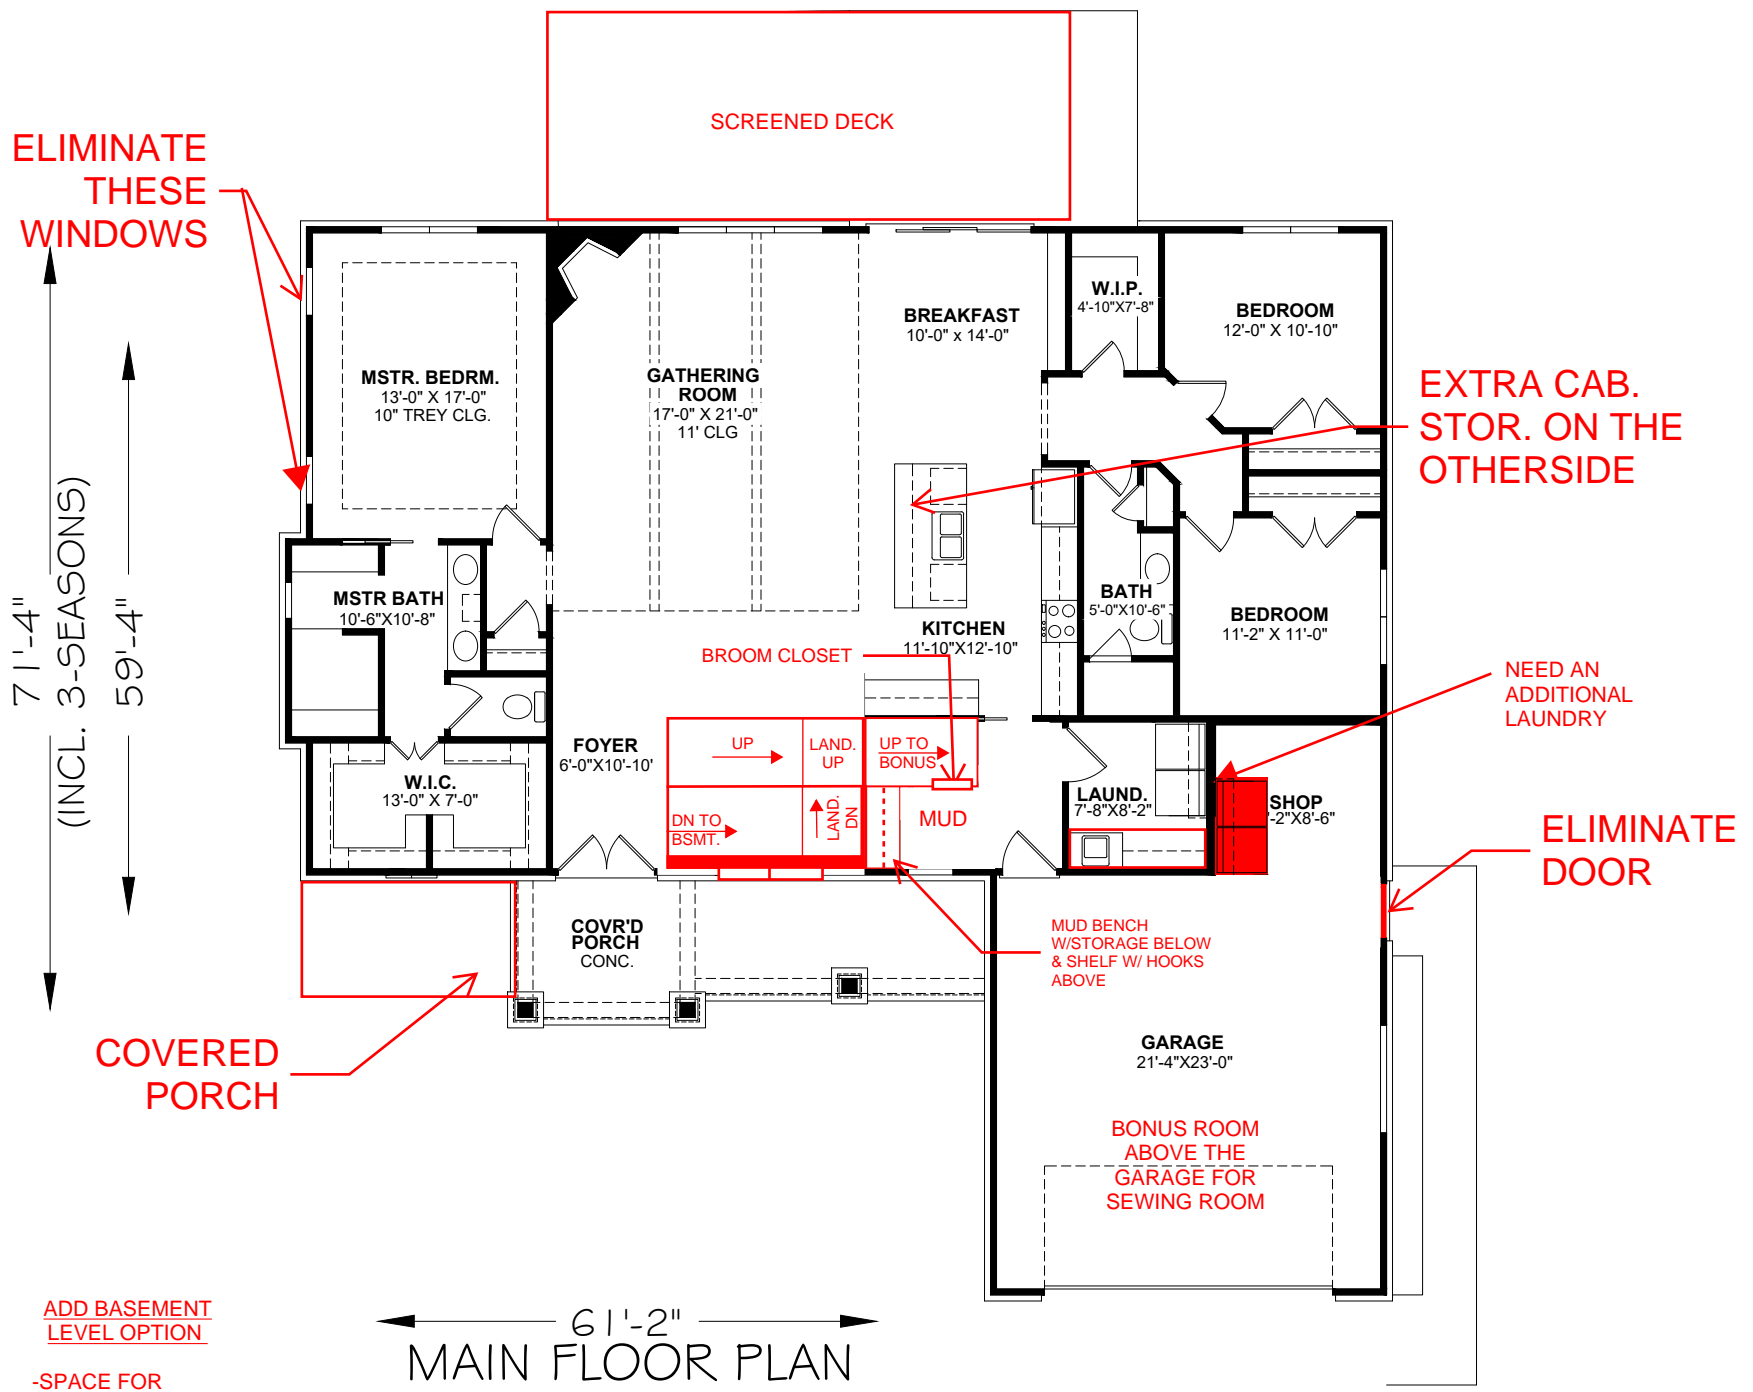 SCREENED DECK
ELIMINATE
THESE
WINDOWS
W.I.P.
4'-10"X7'-8"
BEDROOM
12'-0" X 10'-10"
BREAKFAST
10'-0" x 14'-0"
MSTR. BEDRM.
13'-0" X 17'-0"
10" TREY CLG.
GATHERING
ROOM
17'-0" X 21'-0"
11' CLG
EXTRA CAB.
STOR. ON THE
OTHERSIDE
71'-4"
(INCL. 3-SEASONS)
59'-4"
MSTR BATH
10'-6"X10'-8"
BATH
5'-0"X10'-6"
BEDROOM
11'-2" X 11'-0"
KITCHEN
11'-10"X12'-10"
BROOM CLOSET
NEED AN
ADDITIONAL
LAUNDRY
FOYER
6'-0"X10'-10'
UP
LAND.
UP
UP TO
BONUS
W.I.C.
13'-0" X 7'-0"
DN TO
BSMT.
LAND.
DN
MUD
LAUND.
7'-8"X8'-2"
SHOP
-2"X8'-6"
ELIMINATE
DOOR
COVR'D
PORCH
CONC.
MUD BENCH
W/STORAGE BELOW
& SHELF W/ HOOKS
ABOVE
COVERED
PORCH
GARAGE
21'-4"X23'-0"
BONUS ROOM
ABOVE THE
GARAGE FOR
SEWING ROOM
ADD BASEMENT
LEVEL OPTION
-SPACE FOR
61'-2"
MAIN FLOOR PLAN